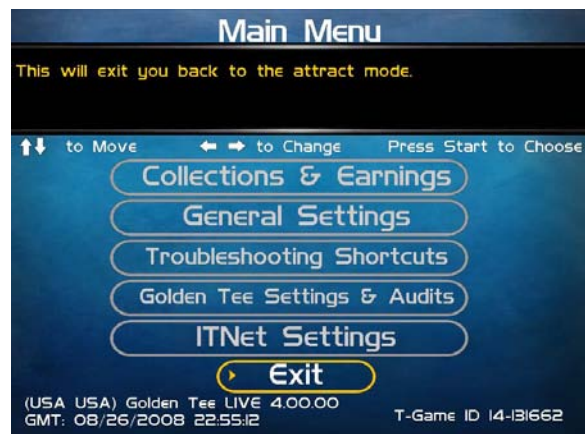 Main Menu
This will exit you back to the attract mode.
to Move to Change Press Start to Choose
Collections & Earnings
General Settings
Troubleshooting Shortcuts
Golden Tee Settings & Audits
ITNet Settings
Exit
(USA USA) Golden Tee LIVE 4.00.00
GMT: 08/26/2008 22:55:12
T-Game ID 14-131662